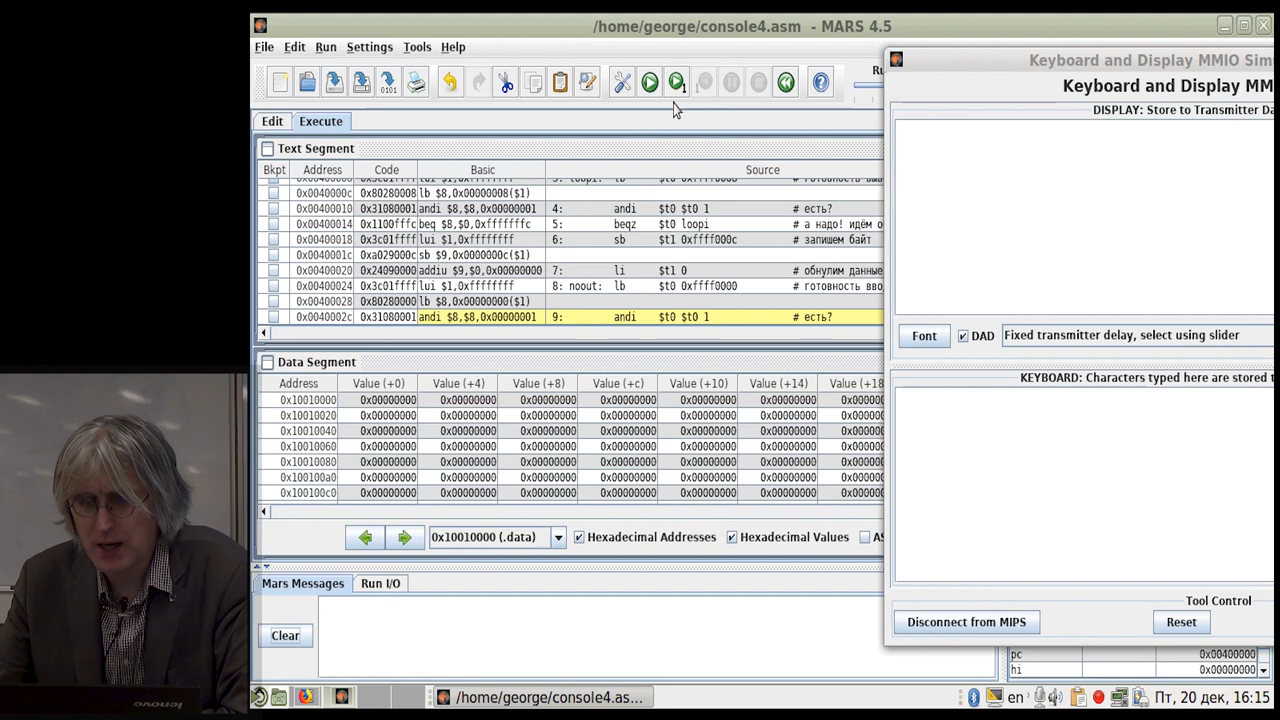 /home/george/console4.asm - MARS 4.5
File Edit Run Settings Tools Help
Ru
Edit Execute
Text Segment
Bkpt Address Code Basic Source
0x0040000c 0x80280008 lb $8,0x00000008($1)
0x00400010 0x31080001 andi $8,$8,0x00000001 4: andi $t0 $t0 1 # есть?
0x00400014 0x1100fffc beq $8,$0,0xfffffffc 5: beqz $t0 loopi # а надо! идём о
0x00400018 0x3c01ffff lui $1,0xffffffff 6: sb $t1 0xffff000c # запишем байт
0x0040001c 0xa029000c sb $9,0x0000000c($1)
0x00400020 0x24090000 addiu $9,$0,0x00000000 7: li $t1 0 # обнулим данные
0x00400024 0x3c01ffff lui $1,0xffffffff 8: noout: lb $t0 0xffff0000 # готовность вво
0x00400028 0x80280000 lb $8,0x00000000($1)
0x0040002c 0x31080001 andi $8,$8,0x00000001 9: andi $t0 $t0 1 # есть?
Data Segment
Address Value (+0) Value (+4) Value (+8) Value (+c) Value (+10) Value (+14) Value (+18
0x10010000 0x00000000 0x00000000 0x00000000 0x00000000 0x00000000 0x00000000 0x0000000
0x10010020 0x00000000 0x00000000 0x00000000 0x00000000 0x00000000 0x00000000 0x0000000
0x10010040 0x00000000 0x00000000 0x00000000 0x00000000 0x00000000 0x00000000 0x0000000
0x10010060 0x00000000 0x00000000 0x00000000 0x00000000 0x00000000 0x00000000 0x0000000
0x10010080 0x00000000 0x00000000 0x00000000 0x00000000 0x00000000 0x00000000 0x0000000
0x100100a0 0x00000000 0x00000000 0x00000000 0x00000000 0x00000000 0x00000000 0x0000000
0x100100c0 0x00000000 0x00000000 0x00000000 0x00000000 0x00000000 0x00000000 0x0000000
0x10010000 (.data) Hexadecimal Addresses Hexadecimal Values AS
Mars Messages Run I/O
Clear
Keyboard and Display MMIO Sim
Keyboard and Display MM
DISPLAY: Store to Transmitter Da
Font DAD Fixed transmitter delay, select using slider
KEYBOARD: Characters typed here are stored t
Tool Control
Disconnect from MIPS Reset
pc 0x00400000
hi 0x00000000
/home/george/console4.as... en Пт, 20 дек, 16:15
lenovo